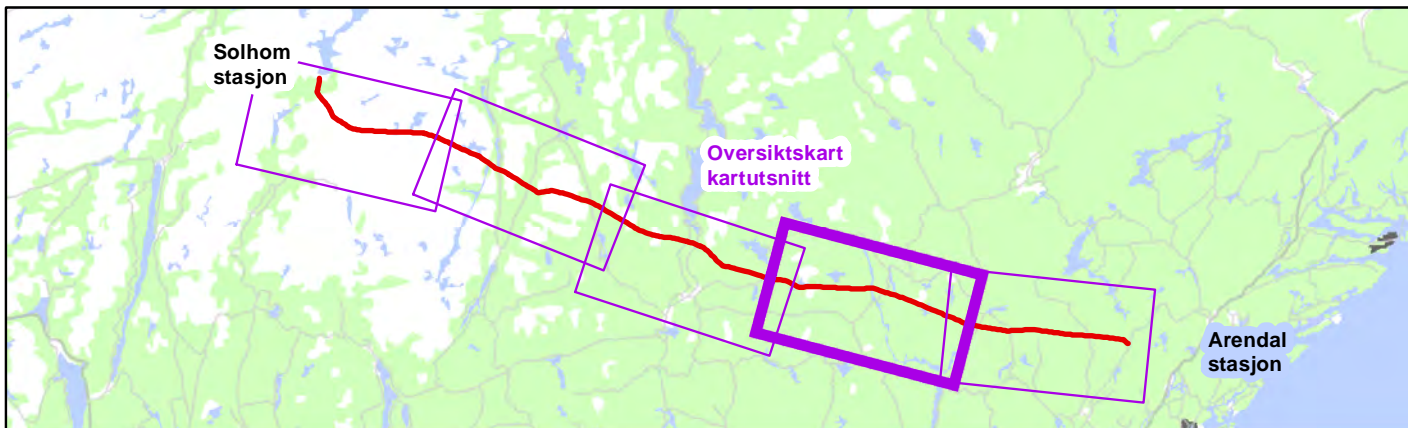 Solhom
stasjon
Oversiktskart
kartutsnitt
Arendal
stasjon